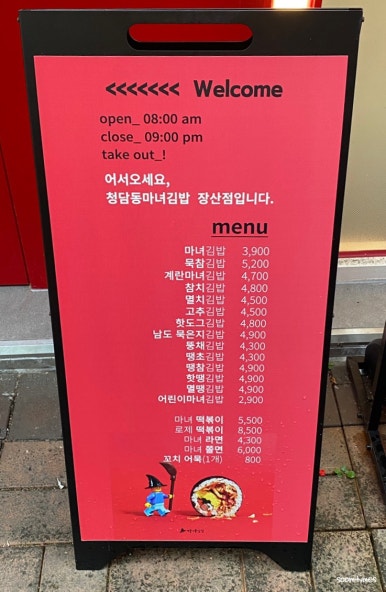 <<<<<<< Welcome
open_ 08:00 am
close_ 09:00 pm
take out_!
어서오세요,
청담동마녀김밥 장산점입니다.
menu
마녀김밥 3,900
묵참김밥 5,200
계란마녀김밥 4,700
참치김밥 4,800
멸치김밥 4,500
고추김밥 4,500
핫도그김밥 4,800
남도 묵은지김밥 4,900
통채김밥 4,300
땡초김밥 4,300
땡참김밥 4,900
핫땡김밥 4,900
멸땡김밥 4,900
어린이마녀김밥 2,900
마녀 떡볶이 5,500
로제 떡볶이 8,500
마녀 라면 4,300
마녀 쫄면 6,000
꼬치 어묵(1개) 800